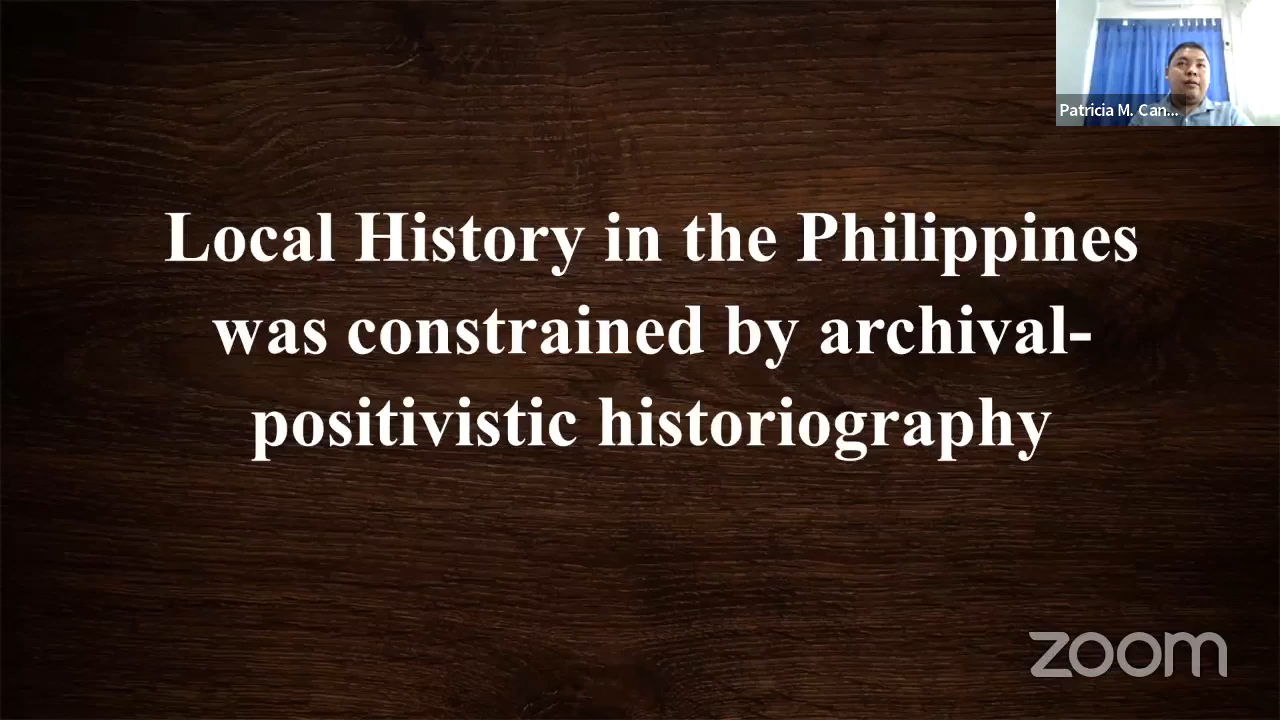 Patricia M. Can...
Local History in the Philippines
was constrained by archival-
positivistic historiography
zoom